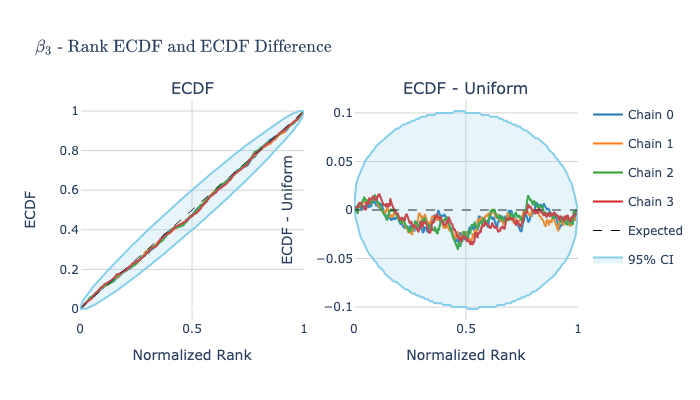 β₃ - Rank ECDF and ECDF Difference
ECDF
ECDF - Uniform
1
0.8
0.6
0.4
0.2
0
ECDF
0
0.5
1
Normalized Rank
0.1
0.05
0
−0.05
−0.1
ECDF - Uniform
0
0.5
1
Normalized Rank
Chain 0
Chain 1
Chain 2
Chain 3
Expected
95% CI